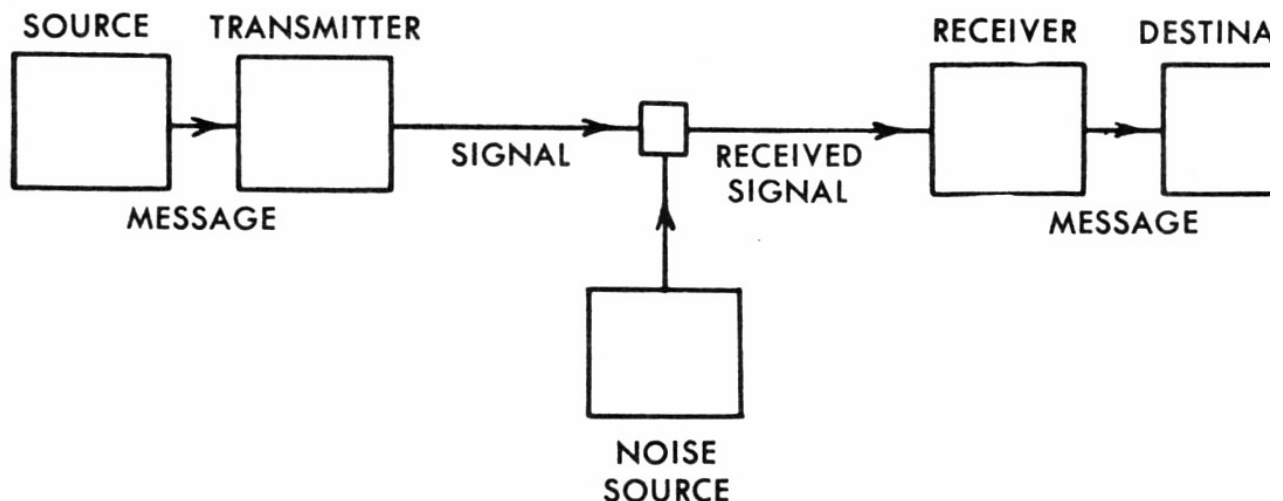 SOURCE
TRANSMITTER
RECEIVER
DESTINA
SIGNAL
RECEIVED
SIGNAL
MESSAGE
MESSAGE
NOISE
SOURCE